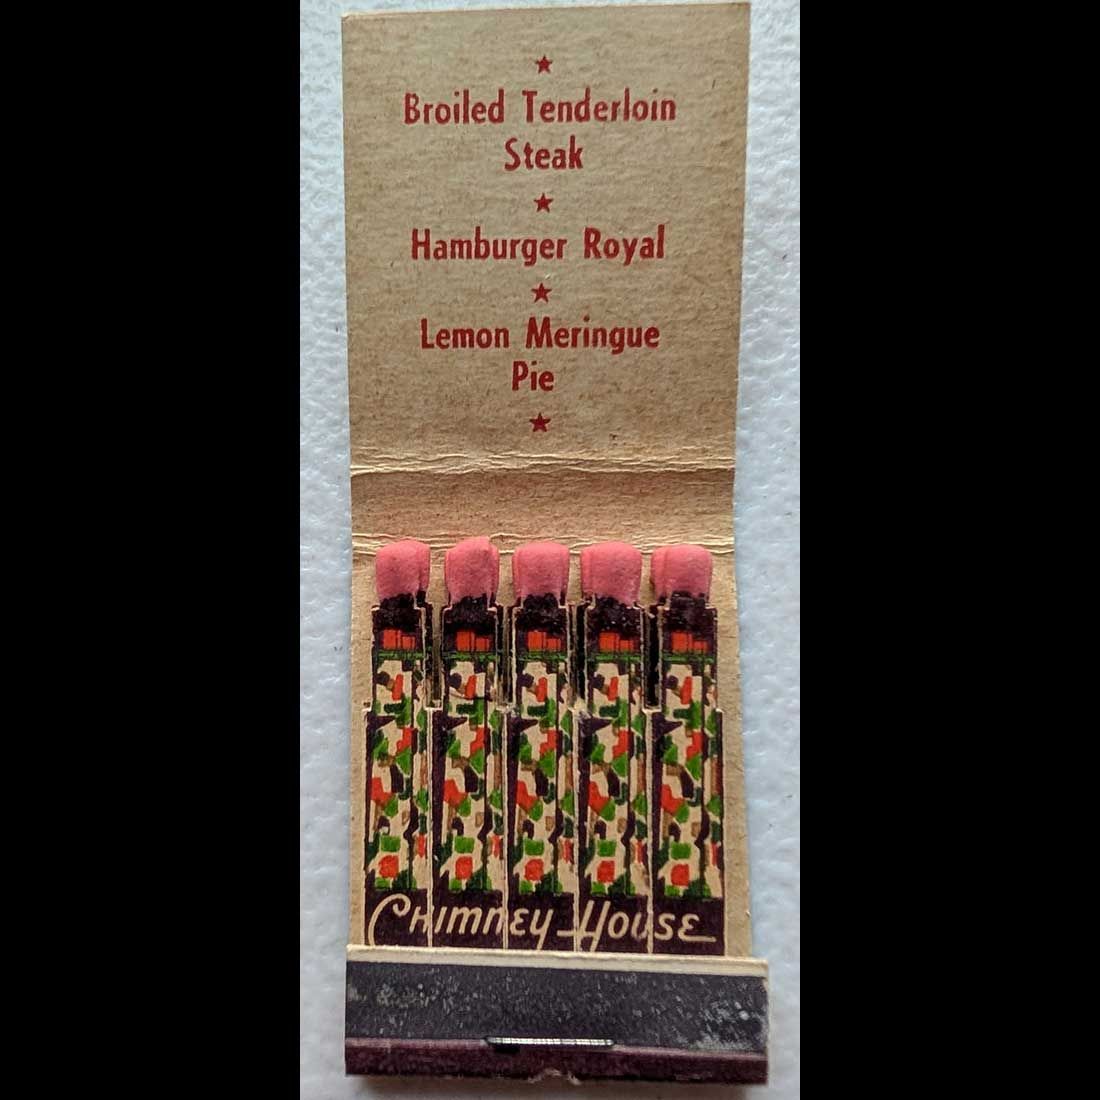 Broiled Tenderloin
Steak
Hamburger Royal
Lemon Meringue
Pie
Chimney House